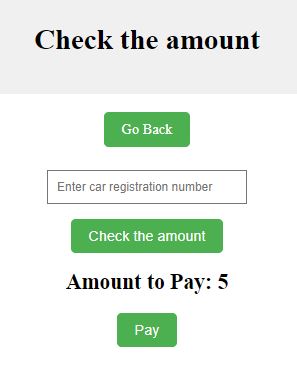 Check the amount
Go Back
Enter car registration number
Check the amount
Amount to Pay: 5
Pay